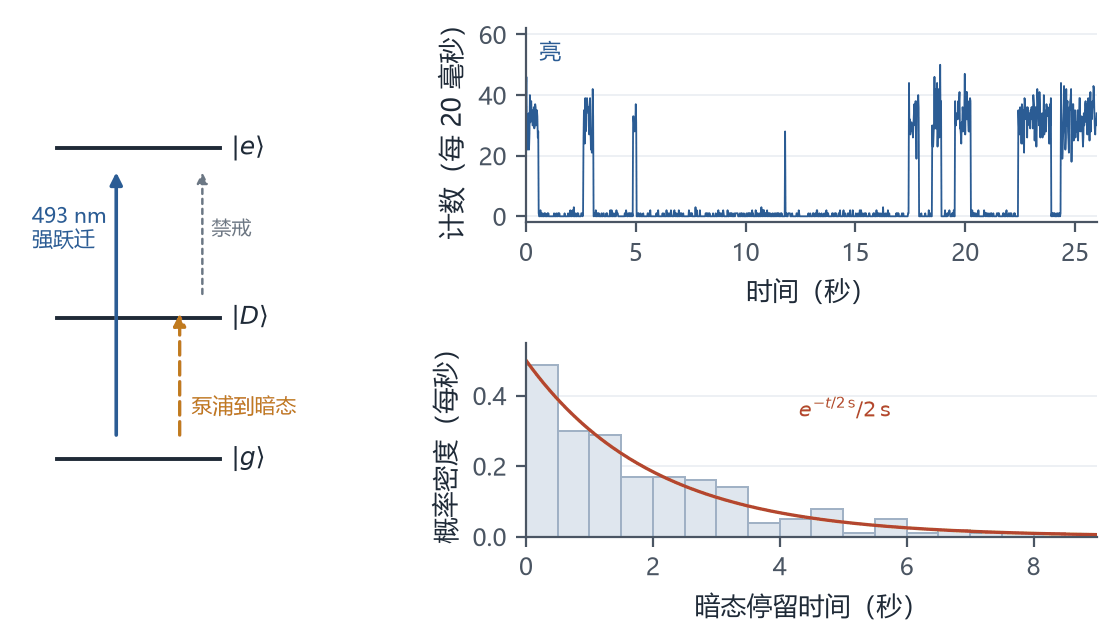 |e⟩
493 nm
强跃迁
禁戒
|D⟩
泵浦到暗态
|g⟩
计数（每 20 毫秒）
60
40
20
0
亮
0
5
10
15
20
25
时间（秒）
概率密度（每秒）
0.4
0.2
0.0
e^{-t/2 s}/2 s
0
2
4
6
8
暗态停留时间（秒）